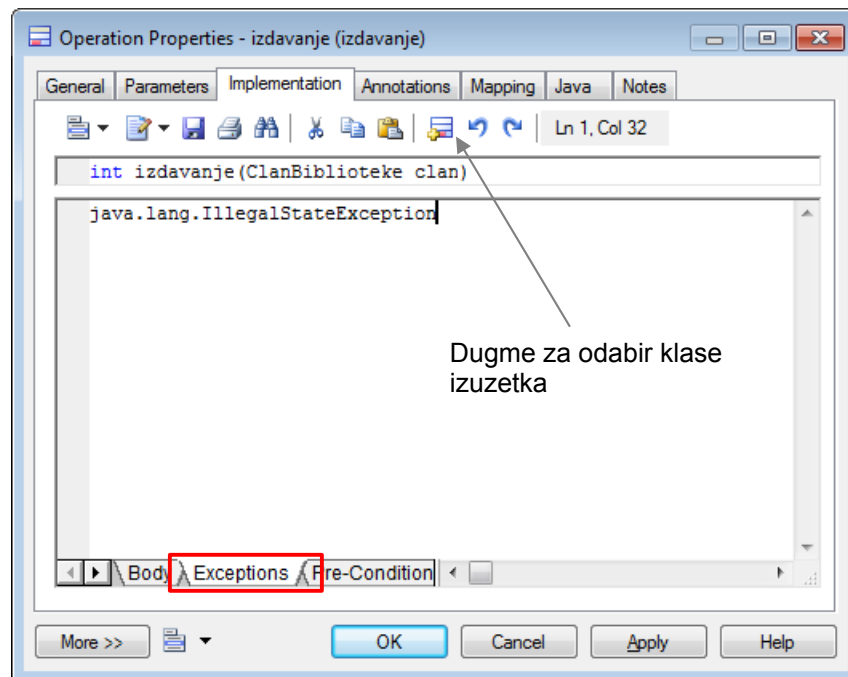 Operation Properties - izdavanje (izdavanje)
General Parameters Implementation Annotations Mapping Java Notes
Ln 1, Col 32
int izdavanje(ClanBiblioteke clan)
java.lang.IllegalStateException
Dugme za odabir klase
izuzetka
Body Exceptions Pre-Condition
More >> OK Cancel Apply Help